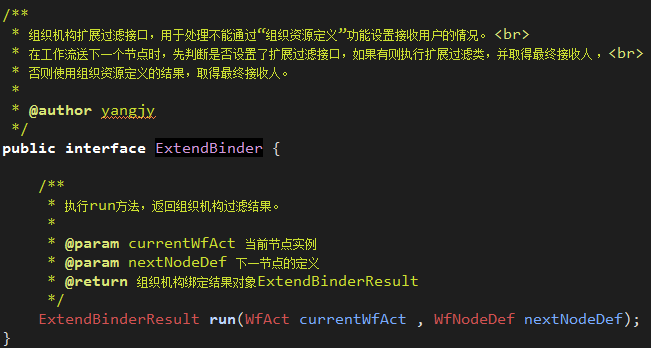 /**
 * 组织机构扩展过滤接口，用于处理不能通过“组织资源定义”功能设置接收用户的情况。<br>
 * 在工作流送下一个节点时，先判断是否设置了扩展过滤接口，如果有则执行扩展过滤类，并取得最终接收人，<br>
 * 否则使用组织资源定义的结果，取得最终接收人。
 *
 * @author yangjy
 */
public interface ExtendBinder {
    /**
     * 执行run方法，返回组织机构过滤结果。
     *
     * @param currentWfAct 当前节点实例
     * @param nextNodeDef 下一节点的定义
     * @return 组织机构绑定结果对象ExtendBinderResult
     */
    ExtendBinderResult run(WfAct currentWfAct , WfNodeDef nextNodeDef);
}